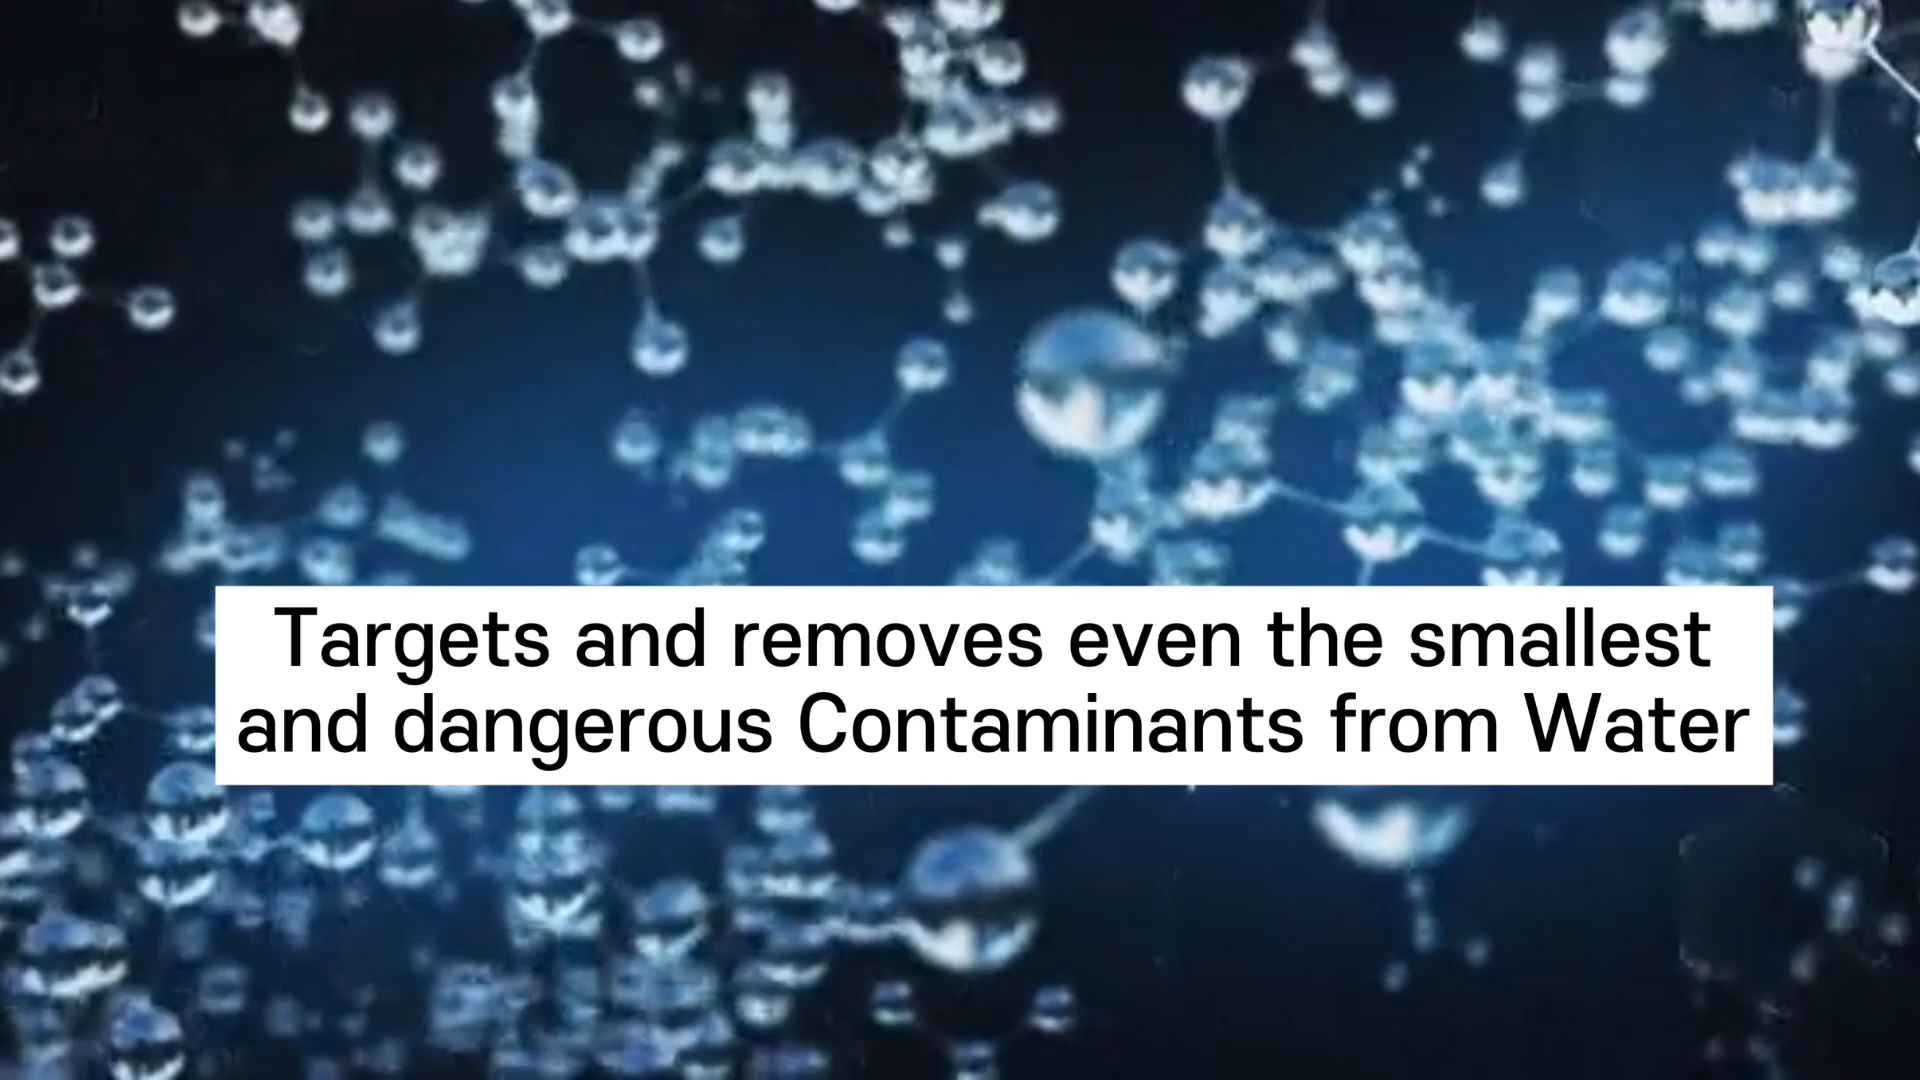 Targets and removes even the smallest
and dangerous Contaminants from Water